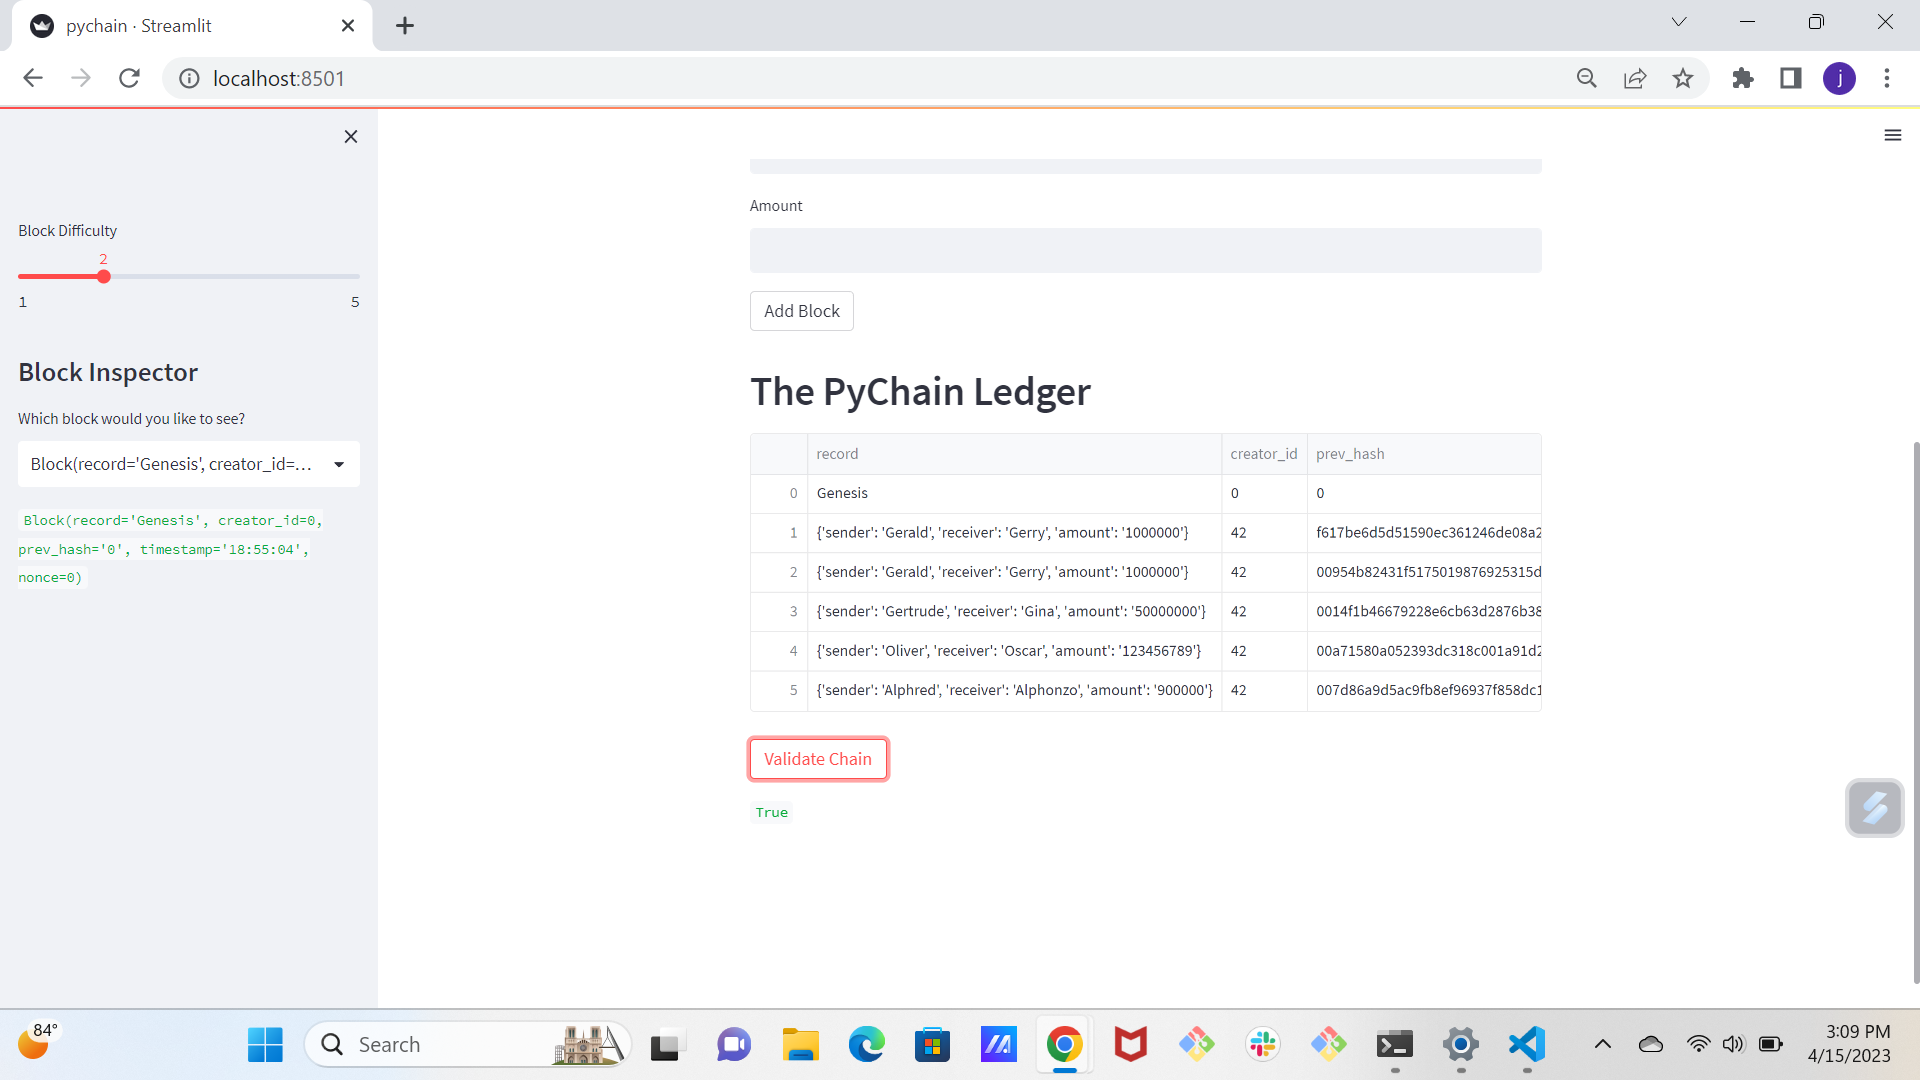 pychain · Streamlit
localhost:8501
j
Block Difficulty
2
1 5
Block Inspector
Which block would you like to see?
Block(record='Genesis', creator_id=...
Block(record='Genesis', creator_id=0,
prev_hash='0', timestamp='18:55:04',
nonce=0)
Amount
Add Block
The PyChain Ledger
record creator_id prev_hash
0 Genesis 0 0
1 {'sender': 'Gerald', 'receiver': 'Gerry', 'amount': '1000000'} 42 f617be6d5d51590ec361246de08a2
2 {'sender': 'Gerald', 'receiver': 'Gerry', 'amount': '1000000'} 42 00954b82431f5175019876925315d
3 {'sender': 'Gertrude', 'receiver': 'Gina', 'amount': '50000000'} 42 0014f1b46679228e6cb63d2876b38
4 {'sender': 'Oliver', 'receiver': 'Oscar', 'amount': '123456789'} 42 00a71580a052393dc318c001a91d2
5 {'sender': 'Alphred', 'receiver': 'Alphonzo', 'amount': '900000'} 42 007d86a9d5ac9fb8ef96937f858dc1
Validate Chain
True
84°
Search
3:09 PM
4/15/2023